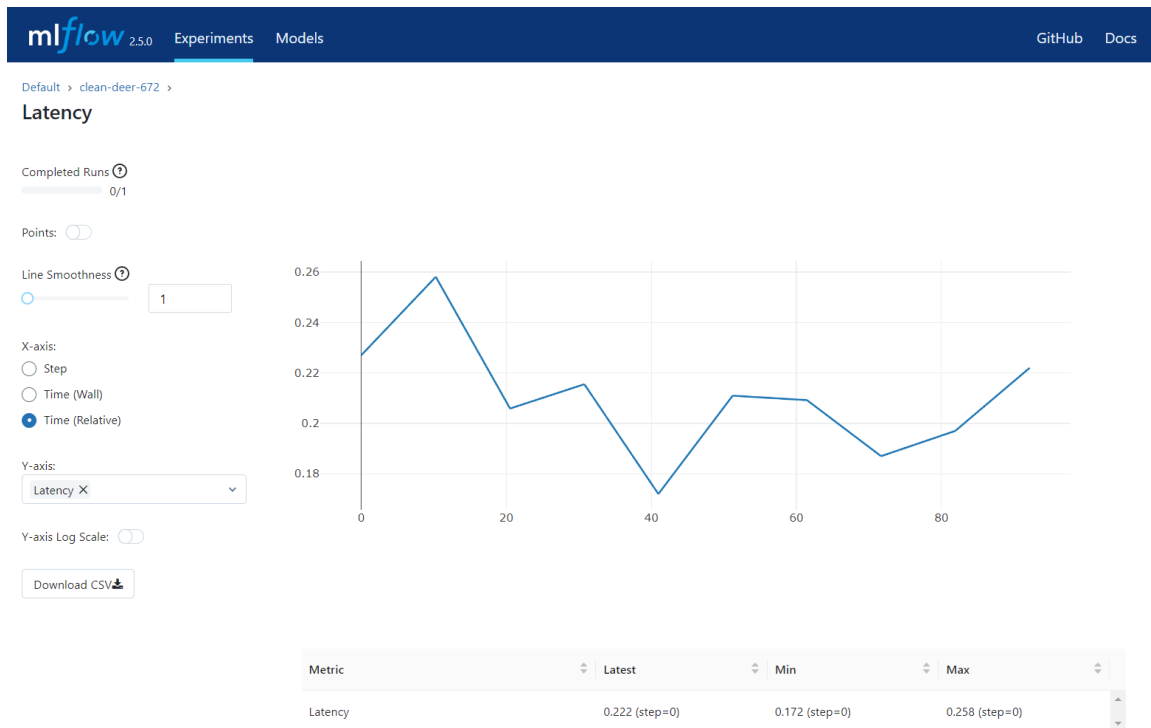 mlflow 2.5.0 Experiments Models GitHub Docs
Default › clean-deer-672 ›
Latency
Completed Runs ?
0/1
Points:
Line Smoothness ?
1
X-axis:
Step
Time (Wall)
Time (Relative)
Y-axis:
Latency ×
Y-axis Log Scale:
Download CSV
0.26
0.24
0.22
0.2
0.18
0 20 40 60 80
Metric Latest Min Max
Latency 0.222 (step=0) 0.172 (step=0) 0.258 (step=0)